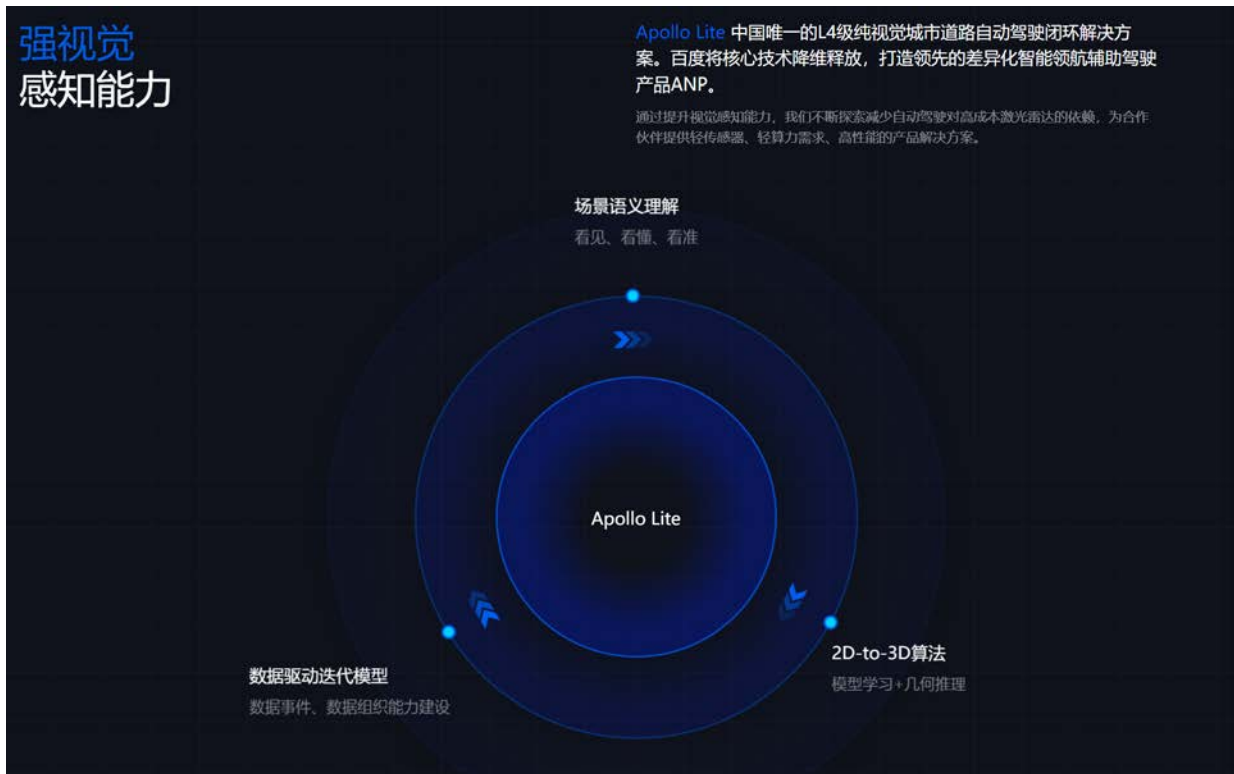 强视觉
感知能力
Apollo Lite 中国唯一的L4级纯视觉城市道路自动驾驶闭环解决方
案。百度将核心技术降维释放，打造领先的差异化智能领航辅助驾驶
产品ANP。
通过提升视觉感知能力，我们不断探索减少自动驾驶对高成本激光雷达的依赖，为合作
伙伴提供轻传感器、轻算力需求、高性能的产品解决方案。
场景语义理解
看见、看懂、看准
Apollo Lite
2D-to-3D算法
模型学习+几何推理
数据驱动迭代模型
数据事件、数据组织能力建设